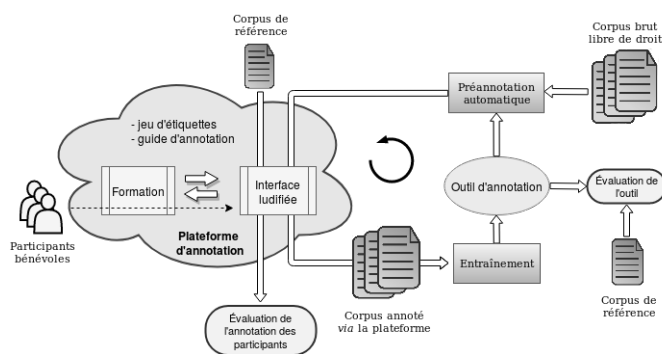 Corpus de
référence
Corpus brut
libre de droit
Préannotation
automatique
- jeu d'étiquettes
- guide d'annotation
Formation
Interface
ludifiée
Outil d'annotation
Évaluation de
l'outil
Participants
bénévoles
Plateforme
d'annotation
Entraînement
Corpus annoté
via la plateforme
Corpus de
référence
Évaluation de
l'annotation des
participants